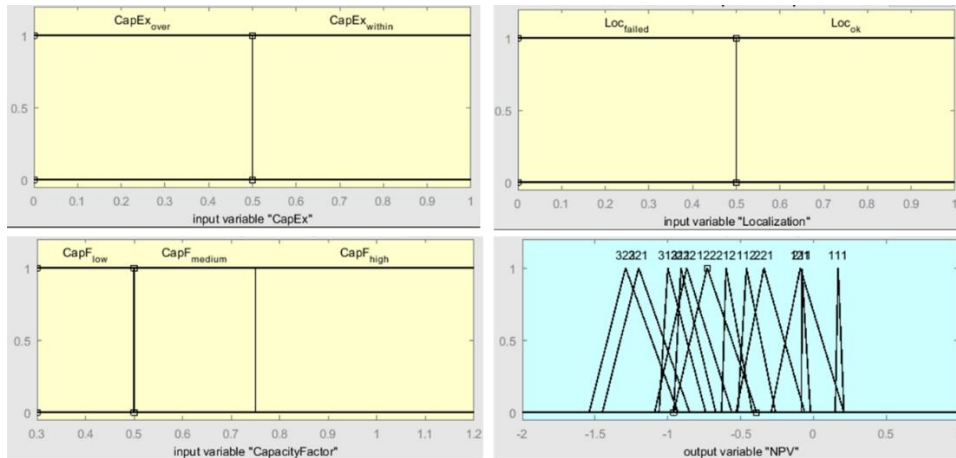 CapEx_over CapEx_within
1
0.5
0
0 0.1 0.2 0.3 0.4 0.5 0.6 0.7 0.8 0.9 1
input variable "CapEx"
Loc_failed Loc_ok
1
0.5
0
0 0.1 0.2 0.3 0.4 0.5 0.6 0.7 0.8 0.9 1
input variable "Localization"
CapF_low CapF_medium CapF_high
1
0.5
0
0.3 0.4 0.5 0.6 0.7 0.8 0.9 1 1.1 1.2
input variable "CapacityFactor"
122 212 112 221 111
1
0.5
0
-2 -1.5 -1 -0.5 0 0.5 1
output variable "NPV"